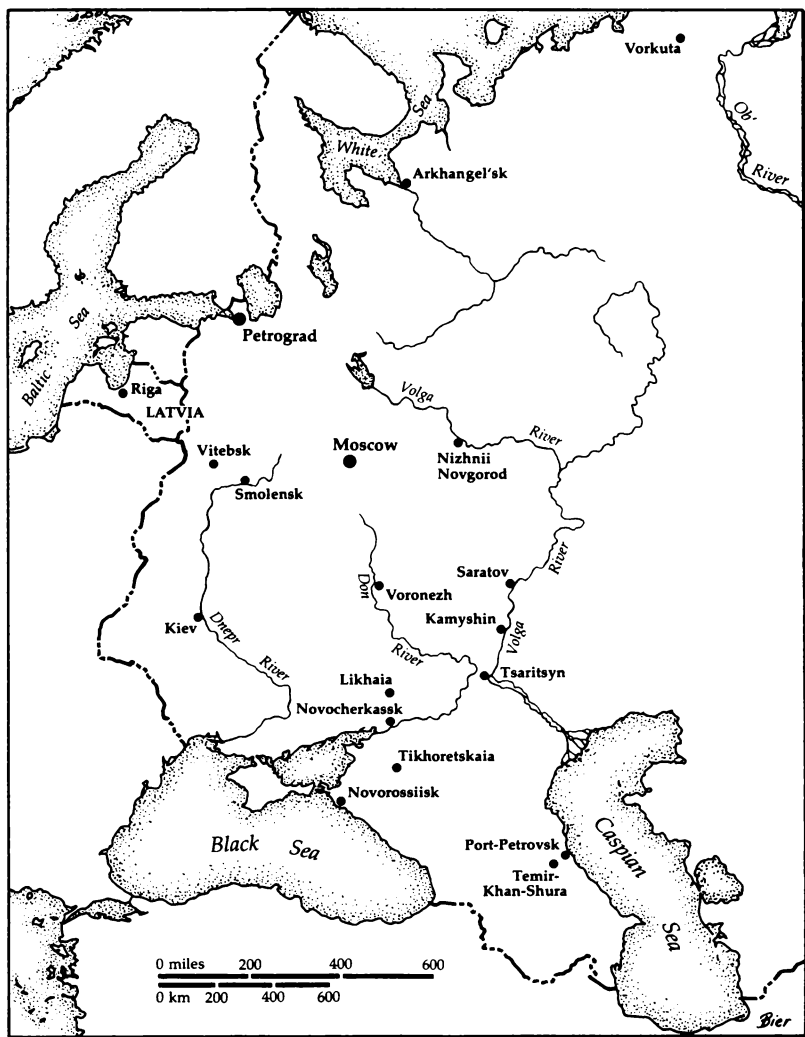 Vorkuta
Ob'
River
White
Sea
Arkhangel'sk
Baltic
Sea
Petrograd
Riga
LATVIA
Volga
River
Nizhnii
Novgorod
Moscow
Vitebsk
Smolensk
Don
River
Voronezh
Saratov
Kamyshin
Volga
River
Kiev
Dnepr
River
Likhaia
Novocherkassk
Tsaritsyn
Tikhoretskaia
Novorossiisk
Black Sea
Caspian
Sea
Port-Petrovsk
Temir-
Khan-Shura
0 miles 200 400 600
0 km 200 400 600
Bier